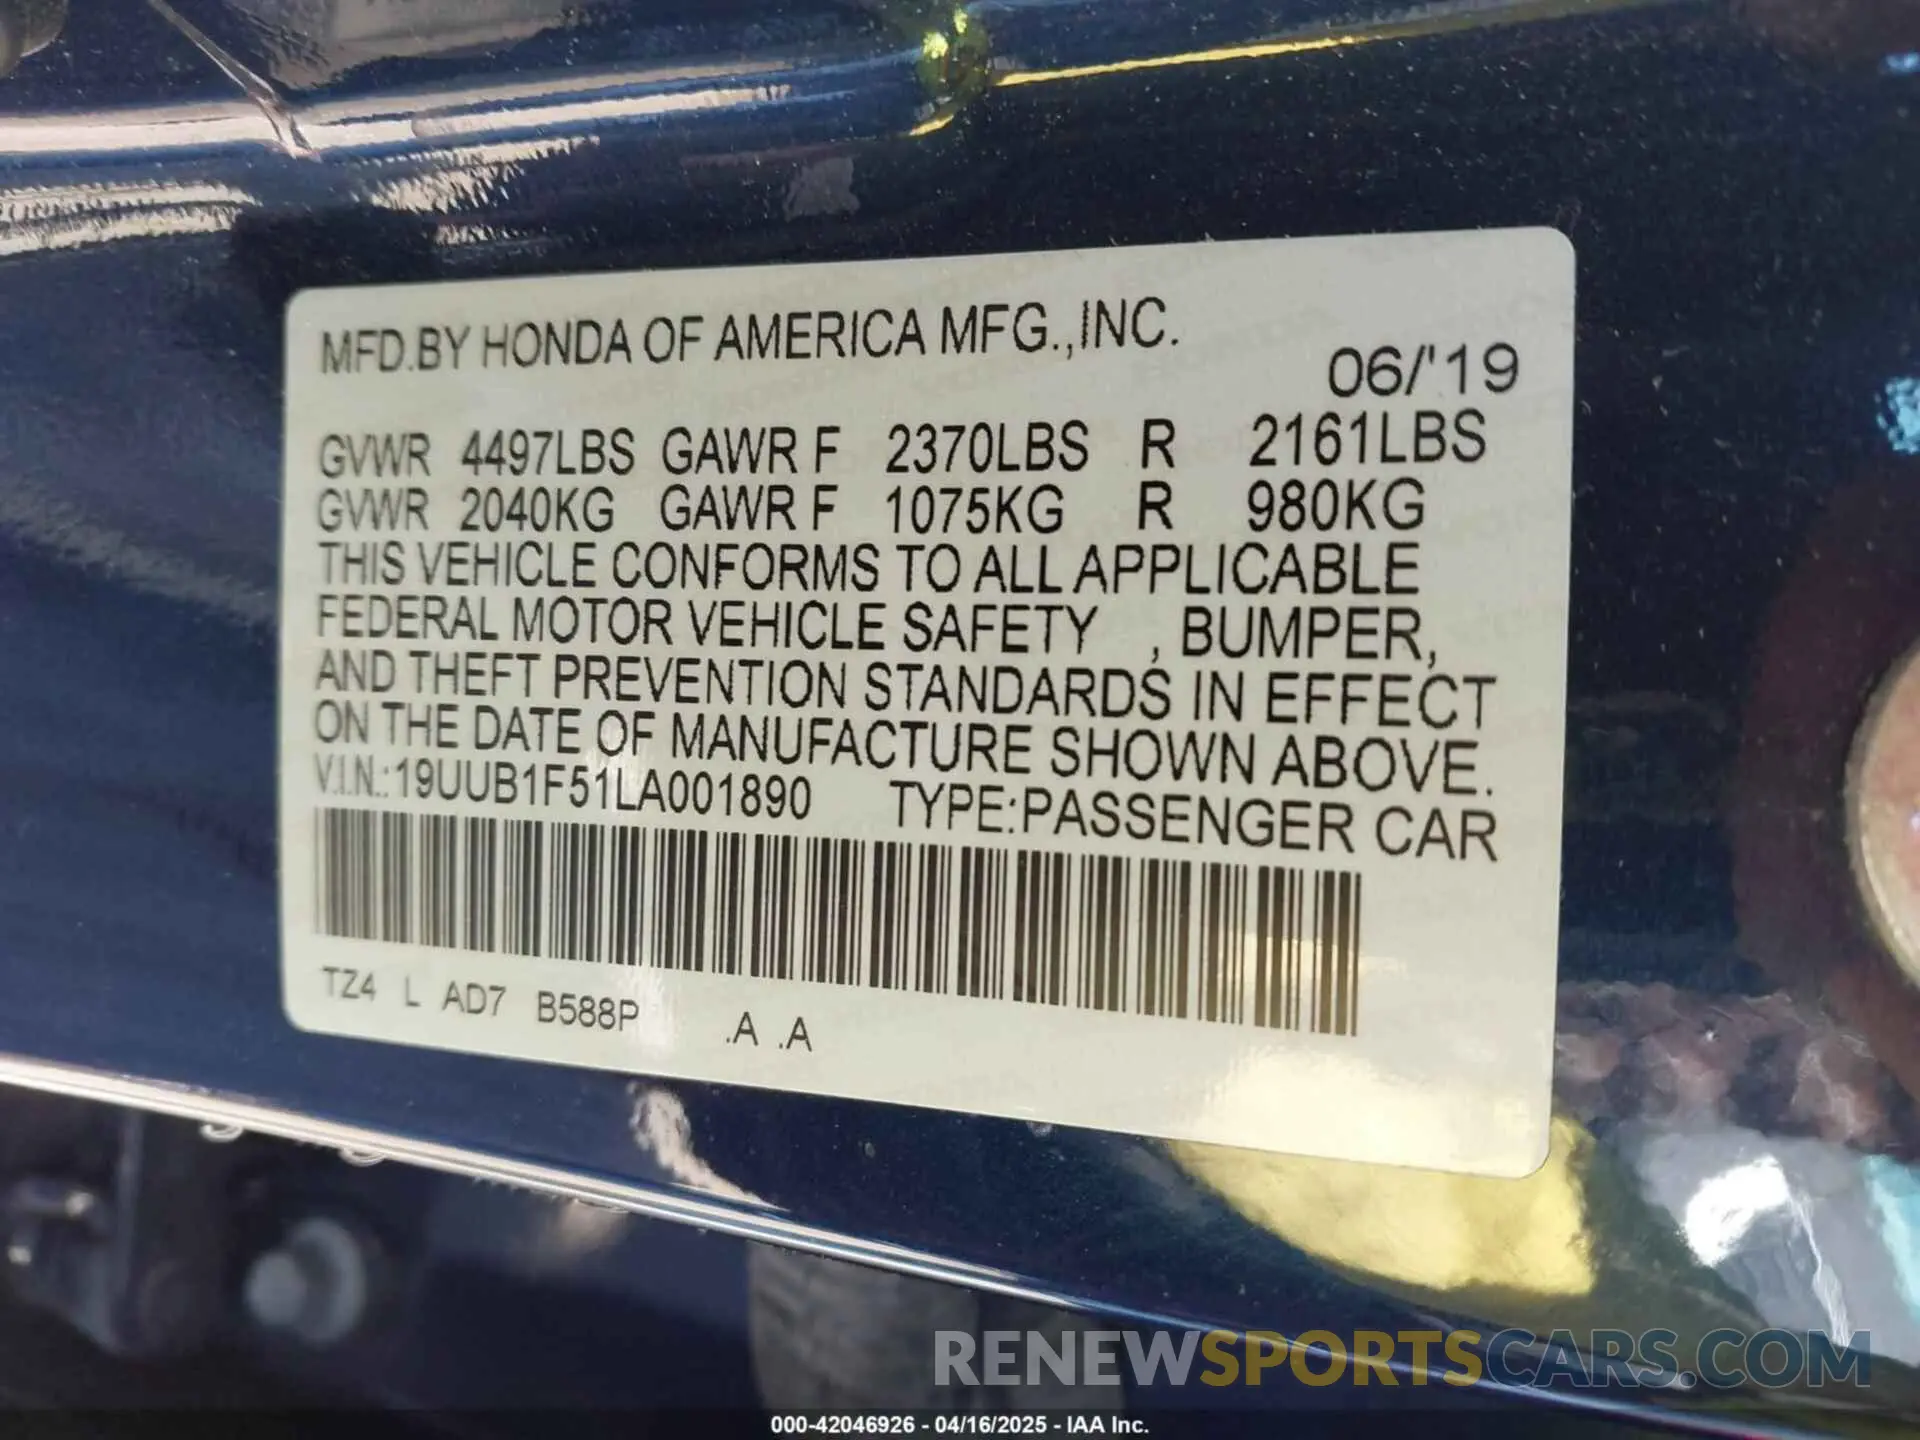 MFD.BY HONDA OF AMERICA MFG.,INC.
06/'19
GVWR 4497LBS GAWR F 2370LBS R 2161LBS
GVWR 2040KG GAWR F 1075KG R 980KG
THIS VEHICLE CONFORMS TO ALL APPLICABLE
FEDERAL MOTOR VEHICLE SAFETY , BUMPER,
AND THEFT PREVENTION STANDARDS IN EFFECT
ON THE DATE OF MANUFACTURE SHOWN ABOVE.
V.I.N.:19UUB1F51LA001890 TYPE:PASSENGER CAR
TZ4 L AD7 B588P .A .A
RENEWSPORTSCARS.COM
000-42046926 - 04/16/2025 - IAA Inc.